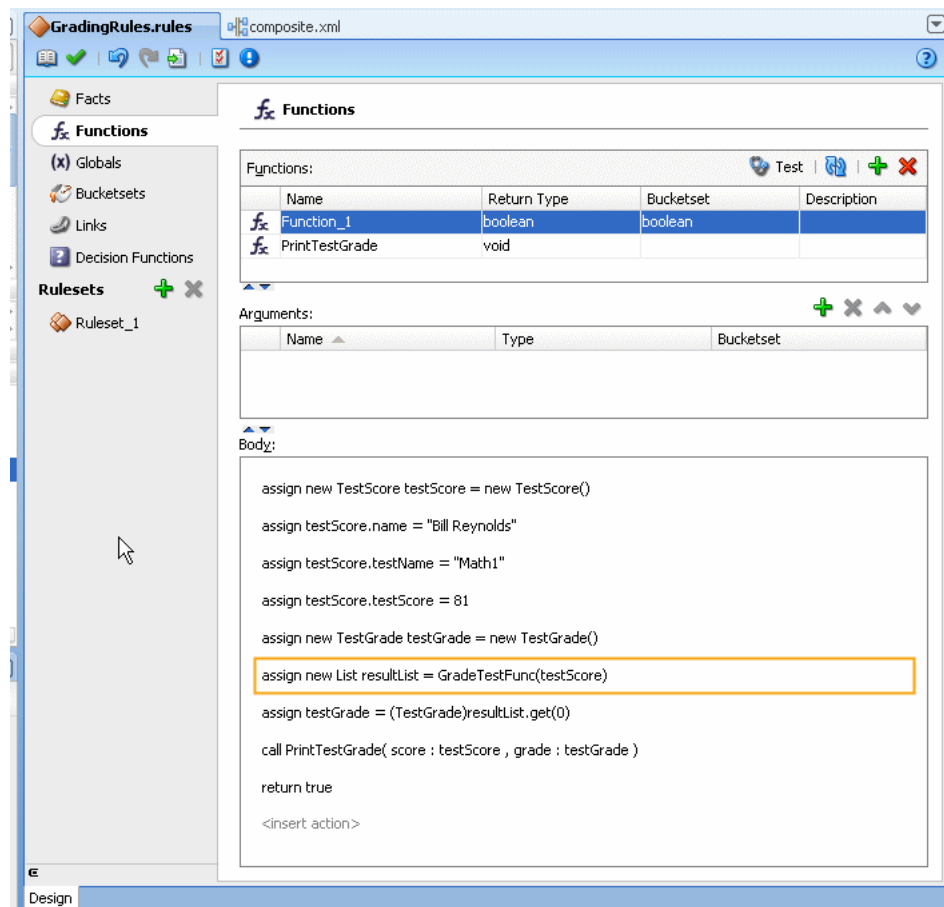 GradingRules.rules composite.xml
Facts
Functions
Globals
Bucketsets
Links
Decision Functions
Rulesets
Ruleset_1
Functions
Functions: Test
Name Return Type Bucketset Description
Function_1 boolean boolean
PrintTestGrade void
Arguments:
Name Type Bucketset
Body:
assign new TestScore testScore = new TestScore()
assign testScore.name = "Bill Reynolds"
assign testScore.testName = "Math1"
assign testScore.testScore = 81
assign new TestGrade testGrade = new TestGrade()
assign new List resultList = GradeTestFunc(testScore)
assign testGrade = (TestGrade)resultList.get(0)
call PrintTestGrade( score : testScore , grade : testGrade )
return true
<insert action>
Design